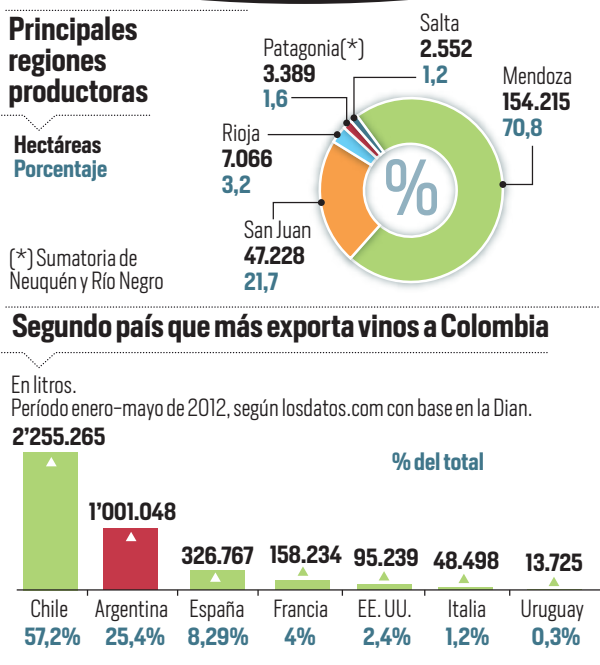 Principales
regiones
productoras
Hectáreas
Porcentaje
(*) Sumatoria de
Neuquén y Río Negro
Salta
2.552
1,2
Patagonia(*)
3.389
1,6
Mendoza
154.215
70,8
Rioja
7.066
3,2
San Juan
47.228
21,7
%
Segundo país que más exporta vinos a Colombia
En litros.
Período enero-mayo de 2012, según losdatos.com con base en la Dian.
% del total
2’255.265
1’001.048
326.767
158.234
95.239
48.498
13.725
Chile
Argentina
España
Francia
EE. UU.
Italia
Uruguay
57,2%
25,4%
8,29%
4%
2,4%
1,2%
0,3%